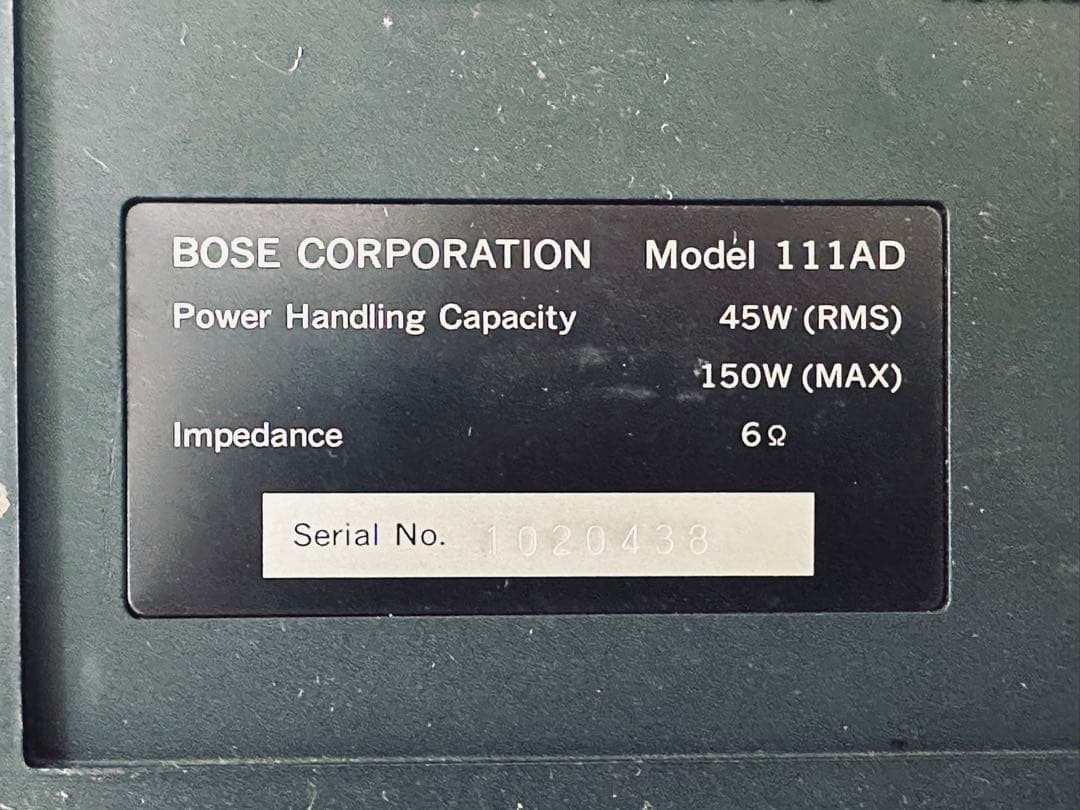 BOSE CORPORATION Model 111AD
Power Handling Capacity 45W (RMS)
150W (MAX)
Impedance 6Ω
Serial No. 1020438